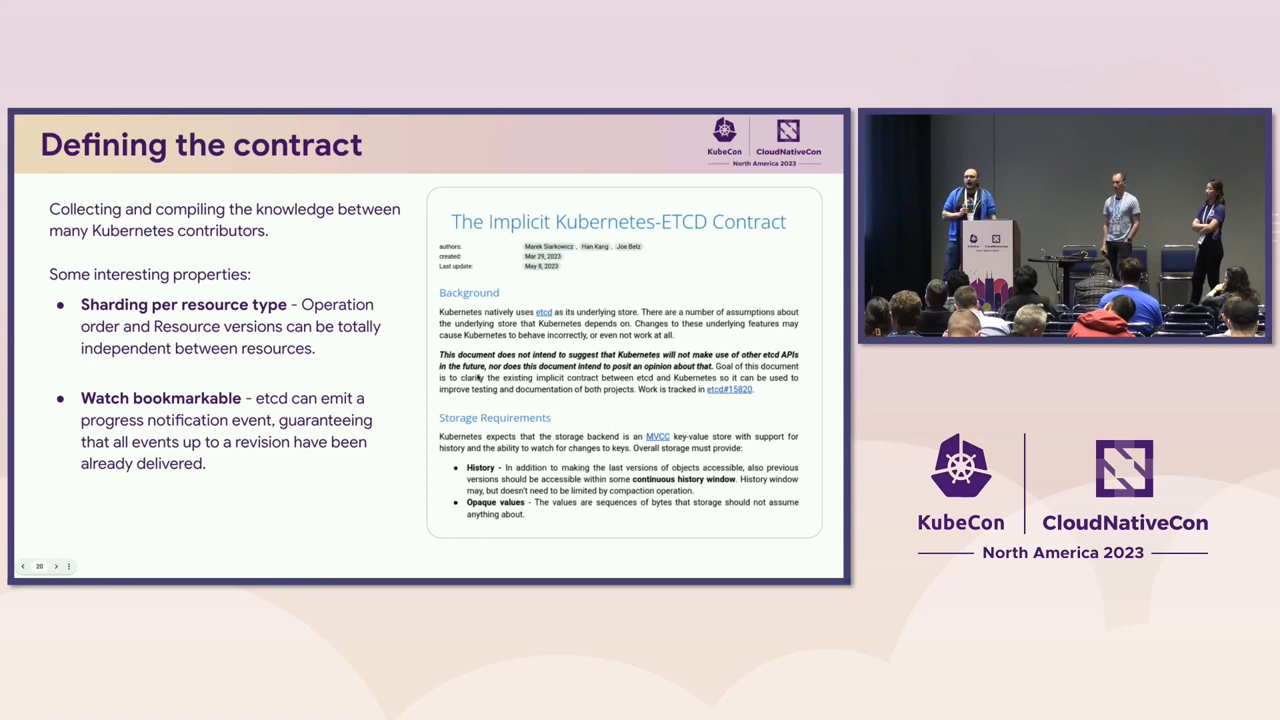 Defining the contract
KubeCon
CloudNativeCon
North America 2023
Collecting and compiling the knowledge between
many Kubernetes contributors.
Some interesting properties:
● Sharding per resource type - Operation
order and Resource versions can be totally
independent between resources.
● Watch bookmarkable - etcd can emit a
progress notification event, guaranteeing
that all events up to a revision have been
already delivered.
The Implicit Kubernetes-ETCD Contract
authors: Marek Siarkowicz , Han Kang , Joe Betz
created: Mar 29, 2023
Last update: May 8, 2023
Background
Kubernetes natively uses etcd as its underlying store. There are a number of assumptions about
the underlying store that Kubernetes depends on. Changes to these underlying features may
cause Kubernetes to behave incorrectly, or even not work at all.
This document does not intend to suggest that Kubernetes will not make use of other etcd APIs
in the future, nor does this document intend to posit an opinion about that. Goal of this document
is to clarify the existing implicit contract between etcd and Kubernetes so it can be used to
improve testing and documentation of both projects. Work is tracked in etcd#15820.
Storage Requirements
Kubernetes expects that the storage backend is an MVCC key-value store with support for
history and the ability to watch for changes to keys. Overall storage must provide:
● History - In addition to making the last versions of objects accessible, also previous
versions should be accessible within some continuous history window. History window
may, but doesn't need to be limited by compaction operation.
● Opaque values - The values are sequences of bytes that storage should not assume
anything about.
20
KubeCon
CloudNativeCon
North America 2023